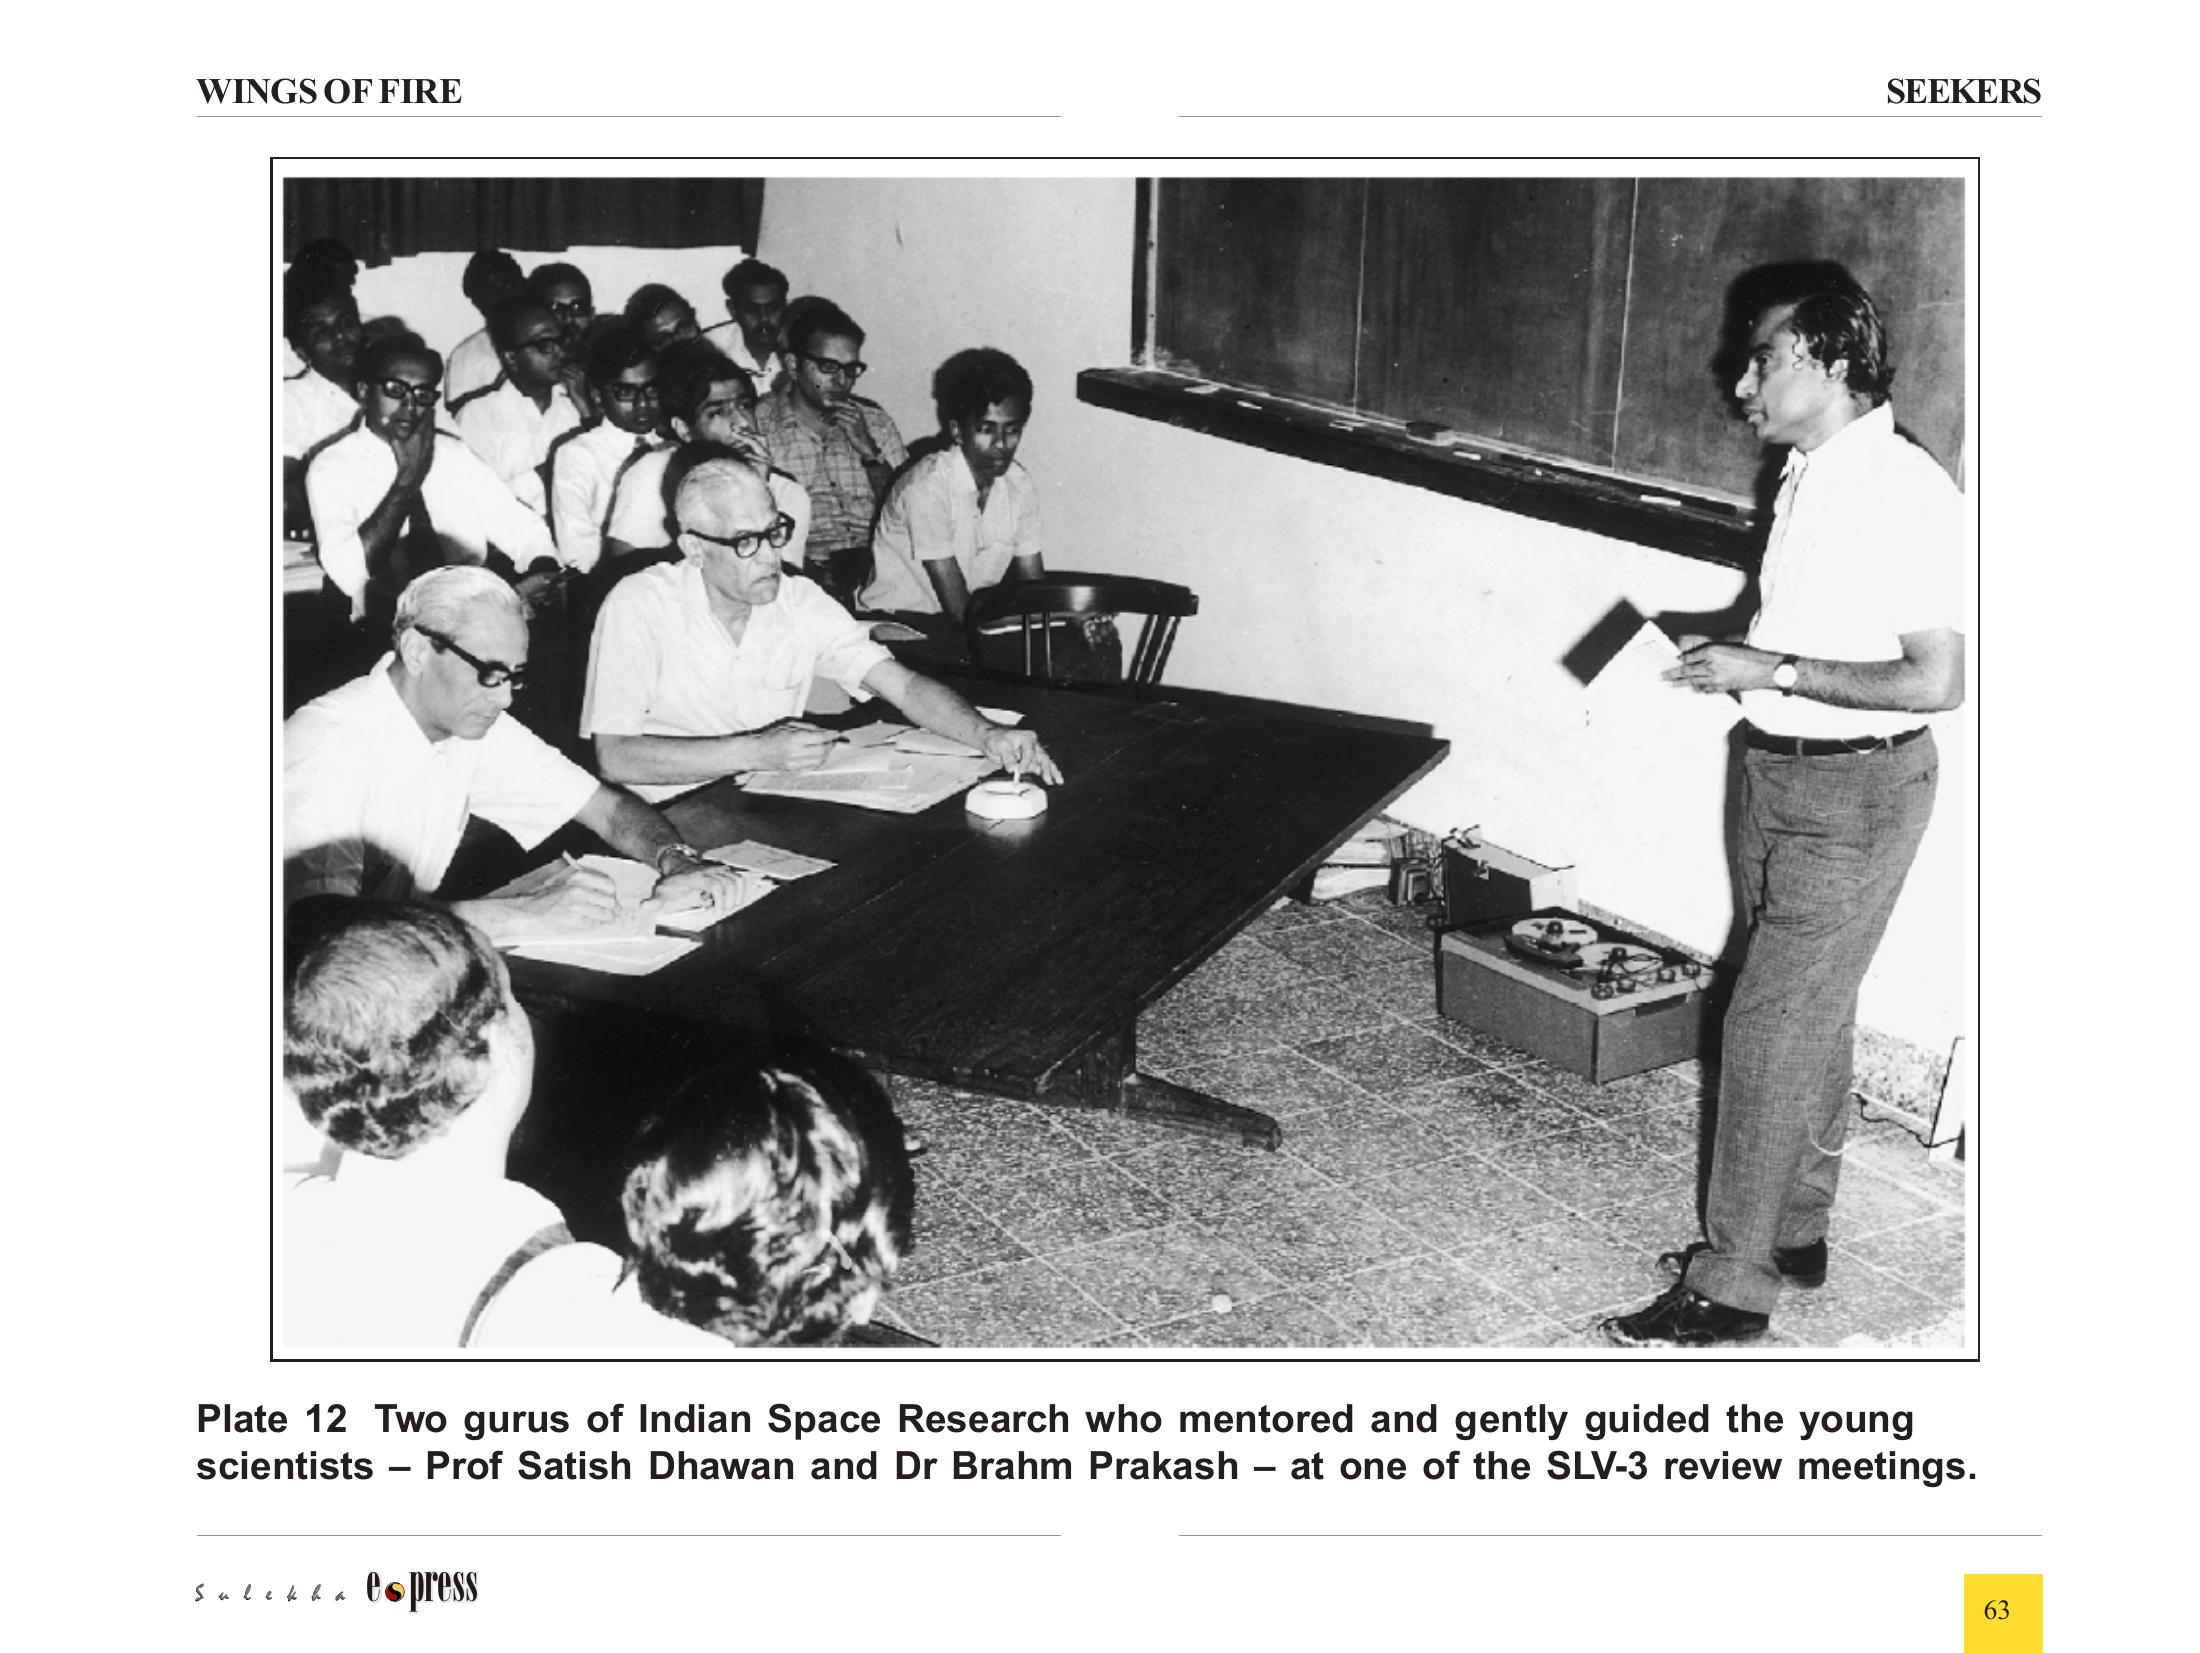 WINGS OF FIRE
SEEKERS
Plate 12 Two gurus of Indian Space Research who mentored and gently guided the young
scientists – Prof Satish Dhawan and Dr Brahm Prakash – at one of the SLV-3 review meetings.
Sulekha e press
63